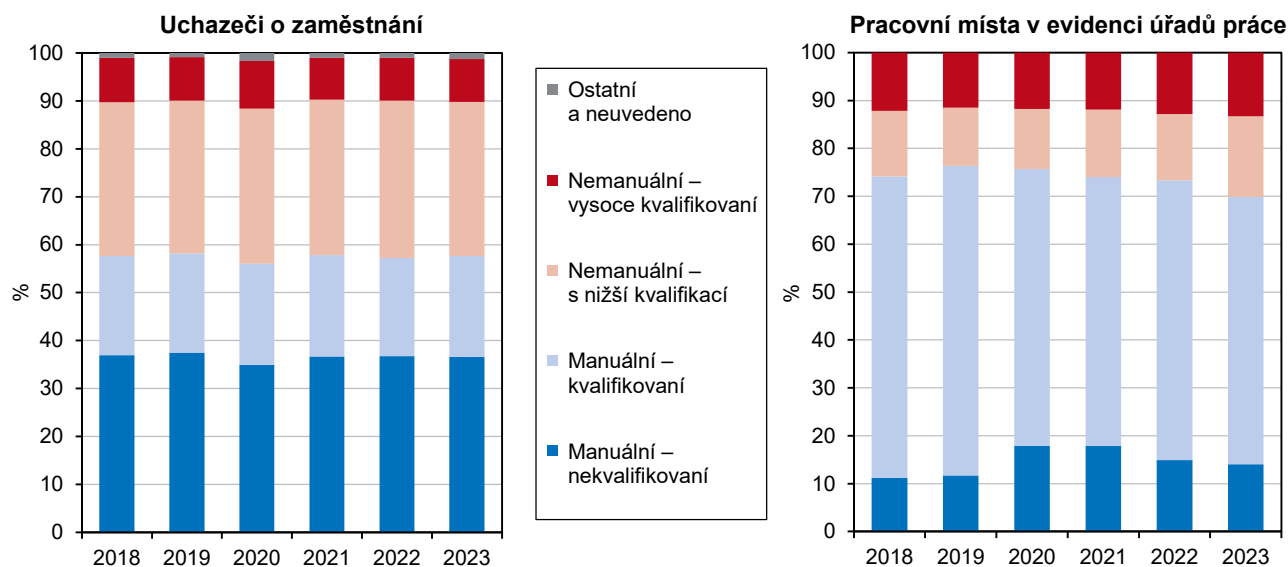 Uchazeči o zaměstnání
100
90
80
70
60
50
40
30
20
10
0
%
2018 2019 2020 2021 2022 2023
Ostatní
a neuvedeno
Nemanuální –
vysoce kvalifikovaní
Nemanuální –
s nižší kvalifikací
Manuální –
kvalifikovaní
Manuální –
nekvalifikovaní
Pracovní místa v evidenci úřadů práce
100
90
80
70
60
50
40
30
20
10
0
%
2018 2019 2020 2021 2022 2023